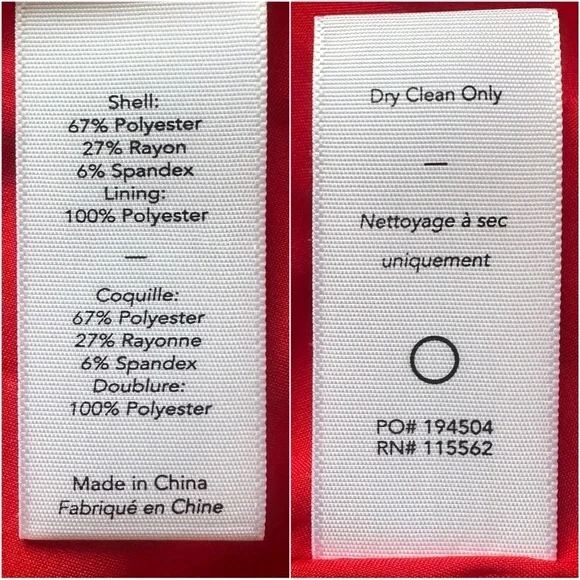 Shell:
67% Polyester
27% Rayon
6% Spandex
Lining:
100% Polyester
—
Coquille:
67% Polyester
27% Rayonne
6% Spandex
Doublure:
100% Polyester
Made in China
Fabriqué en Chine
Dry Clean Only
—
Nettoyage à sec
uniquement
PO# 194504
RN# 115562